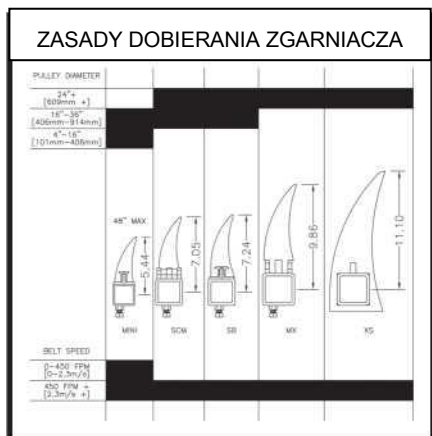 ZASADY DOBIERANIA ZGARNIACZA
PULLEY DIAMETER
24"+
[609mm +]
16"-36"
[406mm-914mm]
4"-16"
[101mm-406mm]
48" MAX
5.44
7.05
7.24
9.86
11.10
MINI
SCM
SB
MX
KS
BELT SPEED
0-450 FPM
[0-2.3m/s]
450 FPM +
[2.3m/s +]